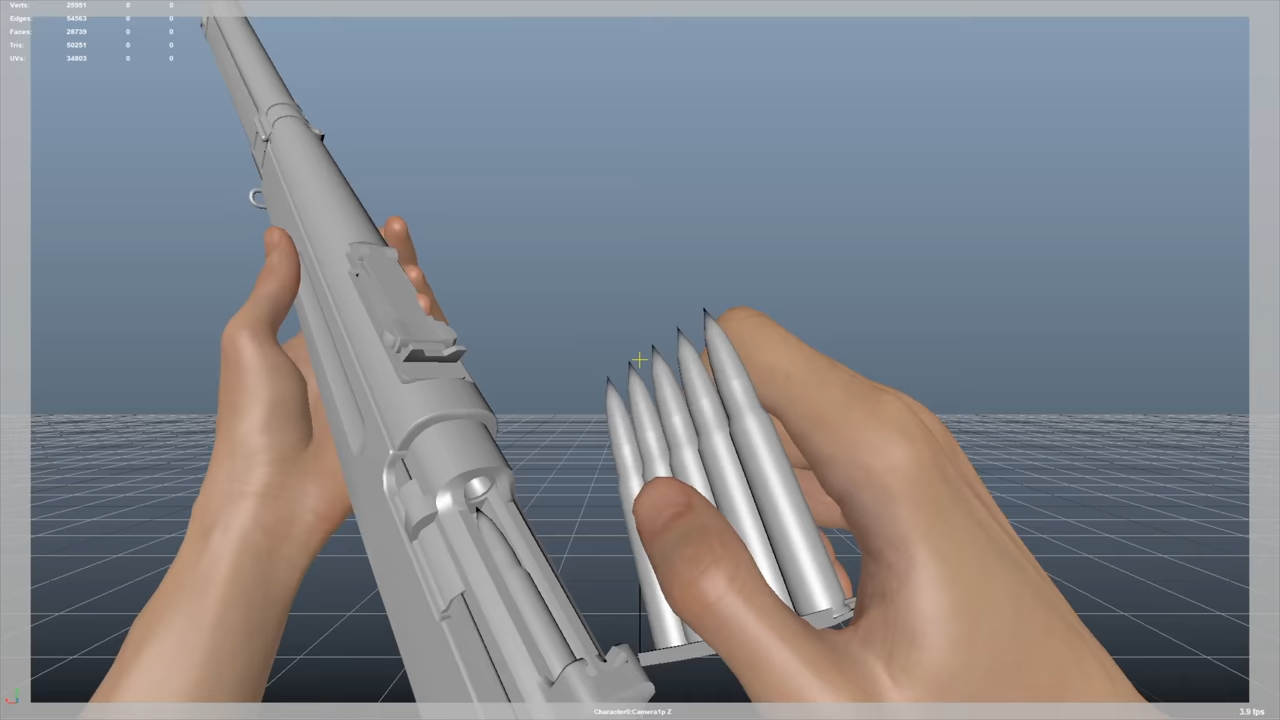 Verts: 25951 0 0
Edges: 54563 0 0
Faces: 28739 0 0
Tris: 50251 0 0
UVs: 34803 0 0
Character0:Camera1p Z
3.9 fps